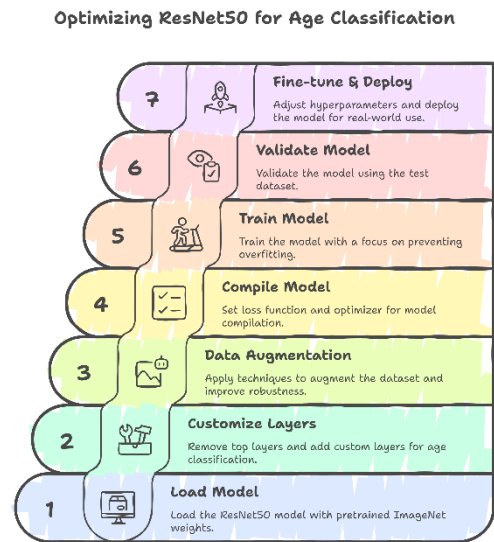 Optimizing ResNet50 for Age Classification
7
Fine-tune & Deploy
Adjust hyperparameters and deploy
the model for real-world use.
6
Validate Model
Validate the model using the test
dataset.
5
Train Model
Train the model with a focus on preventing
overfitting.
4
Compile Model
Set loss function and optimizer for model
compilation.
3
Data Augmentation
Apply techniques to augment the dataset and
improve robustness.
2
Customize Layers
Remove top layers and add custom layers for age
classification.
1
Load Model
Load the ResNet50 model with pretrained ImageNet
weights.